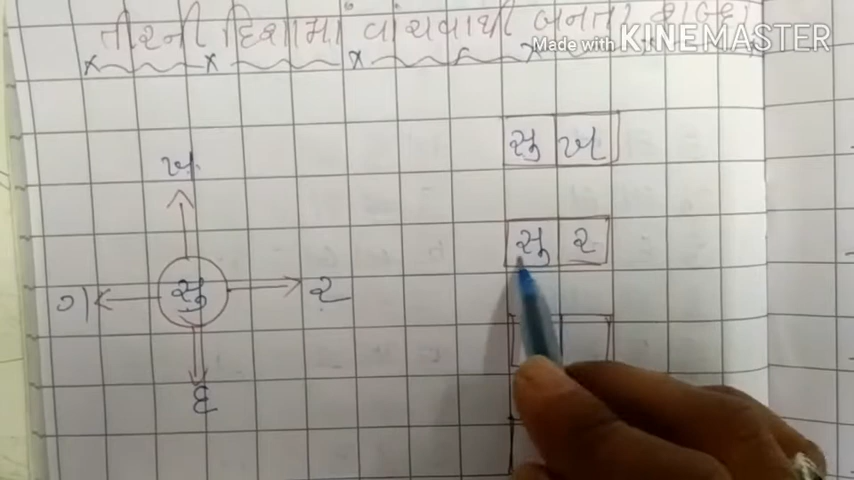 તીરની દિશામાં વાંચવાથી બનતા શબ્દો
Made with KINEMASTER
ખ
સુ ખ
ગ સુ ર
સુ ર
દ